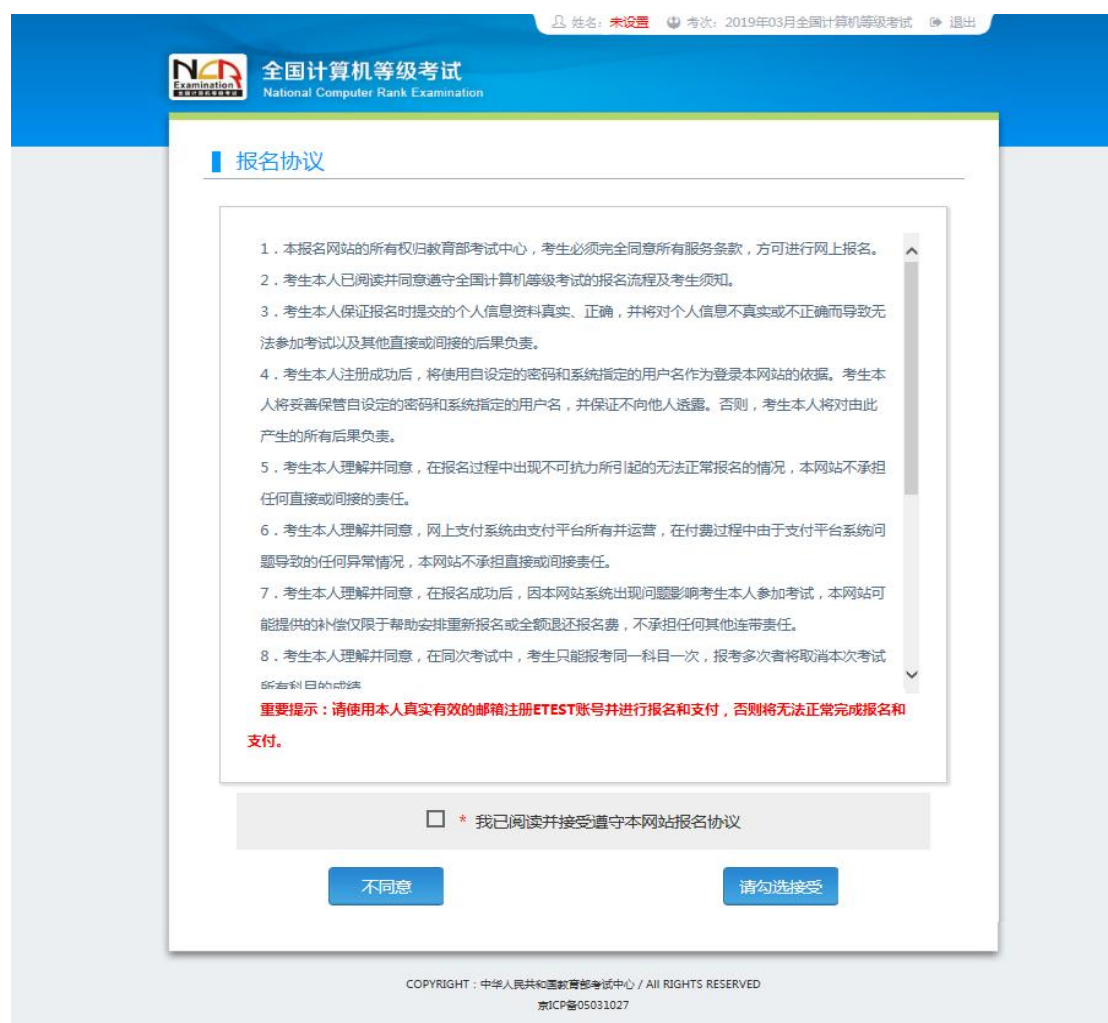 姓名：未设置 考次：2019年03月全国计算机等级考试 退出
NCR
Examination
全国计算机等级考试
全国计算机等级考试
National Computer Rank Examination
报名协议
1．本报名网站的所有权归教育部考试中心，考生必须完全同意所有服务条款，方可进行网上报名。
2．考生本人已阅读并同意遵守全国计算机等级考试的报名流程及考生须知。
3．考生本人保证报名时提交的个人信息资料真实、正确，并将对个人信息不真实或不正确而导致无
法参加考试以及其他直接或间接的后果负责。
4．考生本人注册成功后，将使用自设定的密码和系统指定的用户名作为登录本网站的依据。考生本
人将妥善保管自设定的密码和系统指定的用户名，并保证不向他人透露。否则，考生本人将对由此
产生的所有后果负责。
5．考生本人理解并同意，在报名过程中出现不可抗力所引起的无法正常报名的情况，本网站不承担
任何直接或间接的责任。
6．考生本人理解并同意，网上支付系统由支付平台所有并运营，在付费过程中由于支付平台系统问
题导致的任何异常情况，本网站不承担直接或间接责任。
7．考生本人理解并同意，在报名成功后，因本网站系统出现问题影响考生本人参加考试，本网站可
能提供的补偿仅限于帮助安排重新报名或全额退还报名费，不承担任何其他连带责任。
8．考生本人理解并同意，在同次考试中，考生只能报考同一科目一次，报考多次者将取消本次考试
所有科目的成绩
重要提示：请使用本人真实有效的邮箱注册ETEST账号并进行报名和支付，否则将无法正常完成报名和
支付。
* 我已阅读并接受遵守本网站报名协议
不同意 请勾选接受
COPYRIGHT：中华人民共和国教育部考试中心 / All RIGHTS RESERVED
京ICP备05031027